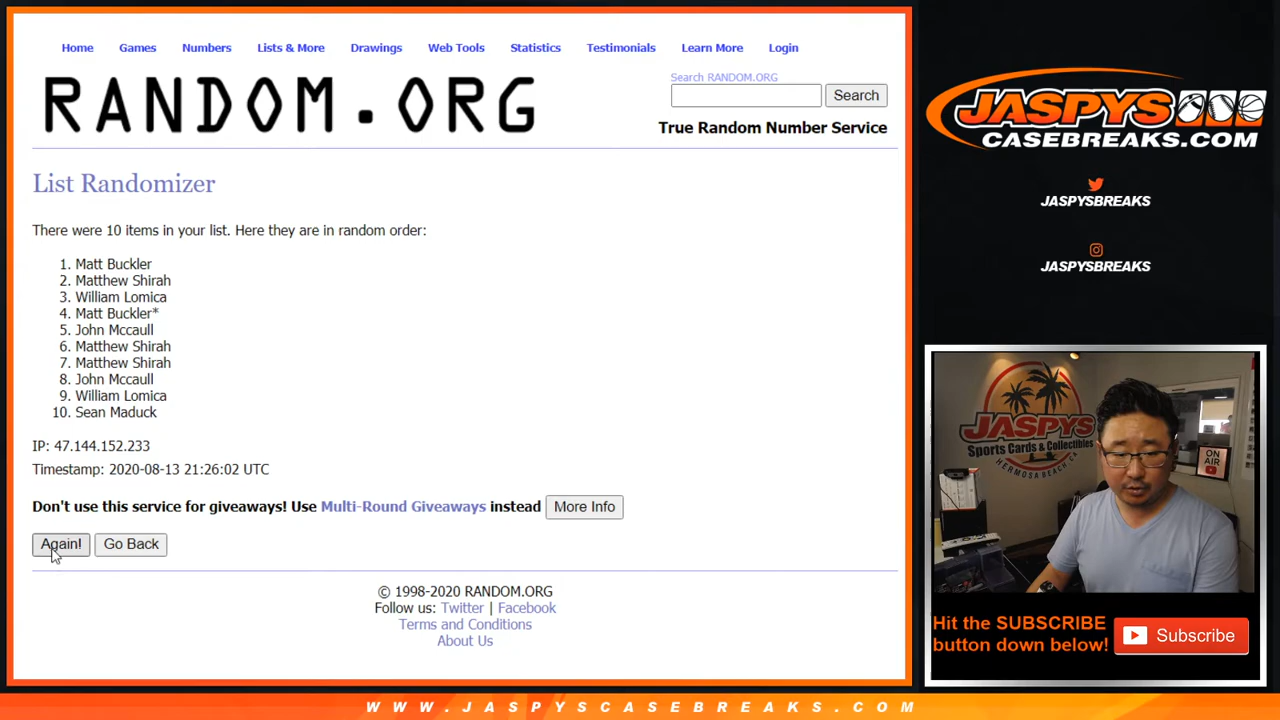 Home Games Numbers Lists & More Drawings Web Tools Statistics Testimonials Learn More Login
RANDOM.ORG
Search RANDOM.ORG
Search
True Random Number Service
List Randomizer
There were 10 items in your list. Here they are in random order:
1. Matt Buckler
2. Matthew Shirah
3. William Lomica
4. Matt Buckler*
5. John Mccaull
6. Matthew Shirah
7. Matthew Shirah
8. John Mccaull
9. William Lomica
10. Sean Maduck
IP: 47.144.152.233
Timestamp: 2020-08-13 21:26:02 UTC
Don't use this service for giveaways! Use Multi-Round Giveaways instead More Info
Again! Go Back
© 1998-2020 RANDOM.ORG
Follow us: Twitter | Facebook
Terms and Conditions
About Us
JASPYS
CASEBREAKS.COM
JASPYSBREAKS
JASPYSBREAKS
JASPYS
Sports Cards & Collectibles
HERMOSA BEACH CA
ON
AIR
Hit the SUBSCRIBE
button down below!
Subscribe
WWW.JASPYSCASEBREAKS.COM